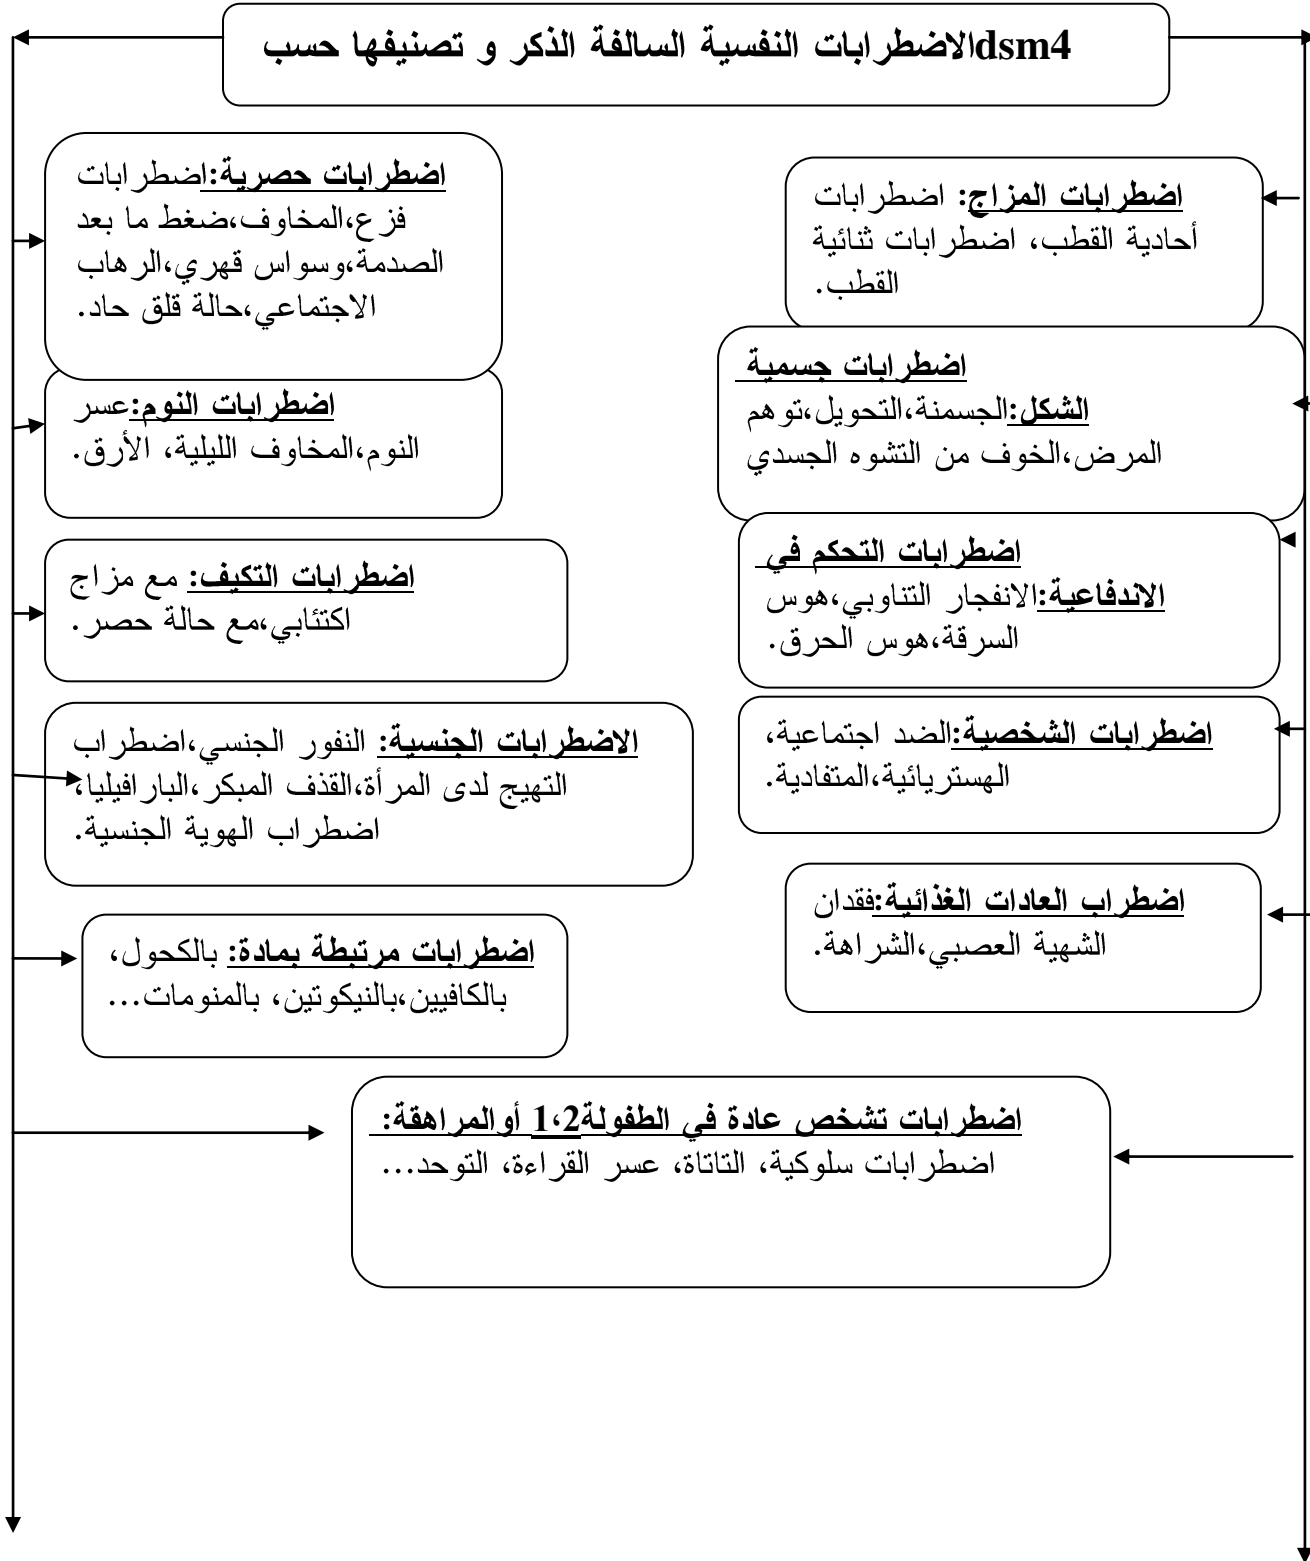 الاضطرابات النفسية السالفة الذكر و تصنيفها حسب dsm4
اضطرابات المزاج: اضطرابات
أحادية القطب، اضطرابات ثنائية
القطب.
اضطرابات جسمية
الشكل:الجسمنة،التحويل،توهم
المرض،الخوف من التشوه الجسدي
اضطرابات التحكم في
الاندفاعية:الانفجار التناوبي،هوس
السرقة،هوس الحرق.
اضطرابات الشخصية:الضد اجتماعية،
الهستريائية،المتفادية.
اضطراب العادات الغذائية:فقدان
الشهية العصبي،الشراهة.
اضطرابات حصرية:اضطرابات
فزع،المخاوف،ضغط ما بعد
الصدمة،وسواس قهري،الرهاب
الاجتماعي،حالة قلق حاد.
اضطرابات النوم:عسر
النوم،المخاوف الليلية، الأرق.
اضطرابات التكيف: مع مزاج
اكتئابي،مع حالة حصر.
الاضطرابات الجنسية: النفور الجنسي،اضطراب
التهيج لدى المرأة،القذف المبكر،البارافيليا،
اضطراب الهوية الجنسية.
اضطرابات مرتبطة بمادة: بالكحول،
بالكافيين،بالنيكوتين، بالمنومات...
اضطرابات تشخص عادة في الطفولة1،2 أوالمراهقة:
اضطرابات سلوكية، التاتاة، عسر القراءة، التوحد...